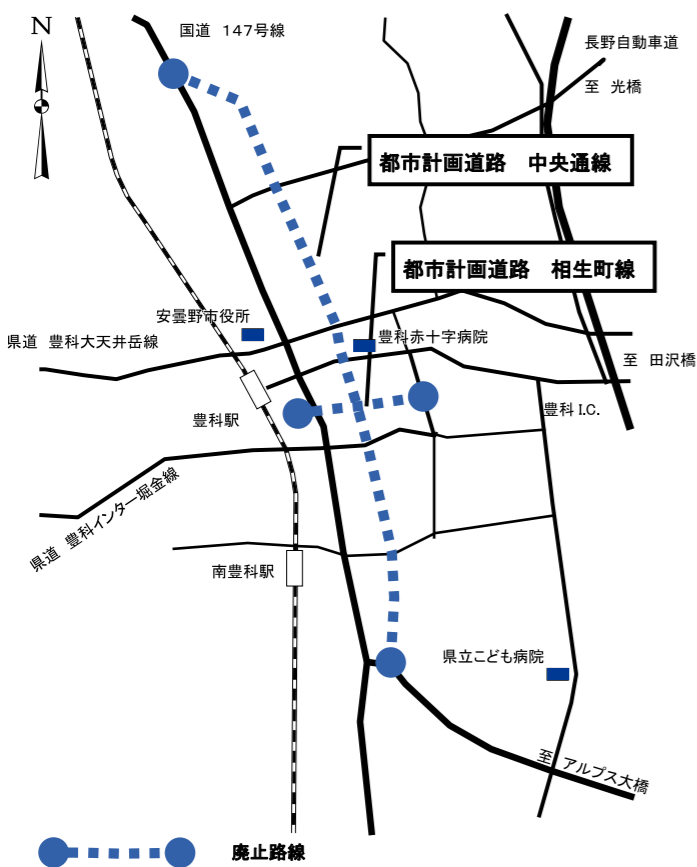 N
国道 147号線
長野自動車道
至 光橋
都市計画道路 中央通線
都市計画道路 相生町線
安曇野市役所
豊科赤十字病院
県道 豊科大天井岳線
至 田沢橋
豊科駅
豊科 I.C.
県道 豊科インター堀金線
南豊科駅
県立こども病院
至 アルプス大橋
廃止路線